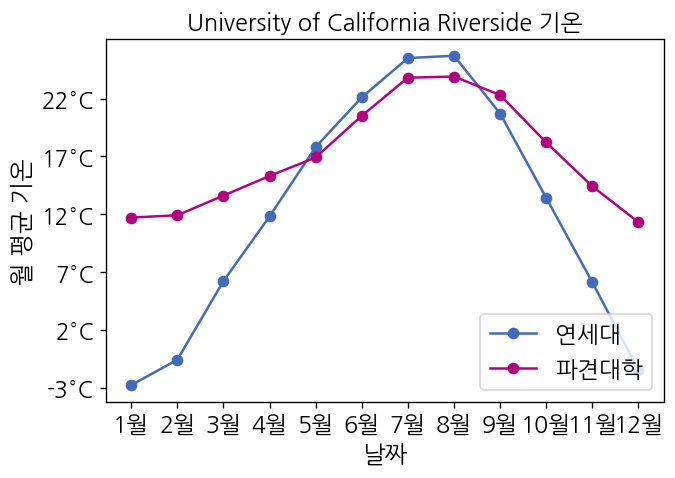 University of California Riverside 기온
월 평균 기온
22˚C
17˚C
12˚C
7˚C
2˚C
-3˚C
1월 2월 3월 4월 5월 6월 7월 8월 9월 10월 11월 12월
날짜
연세대
파견대학